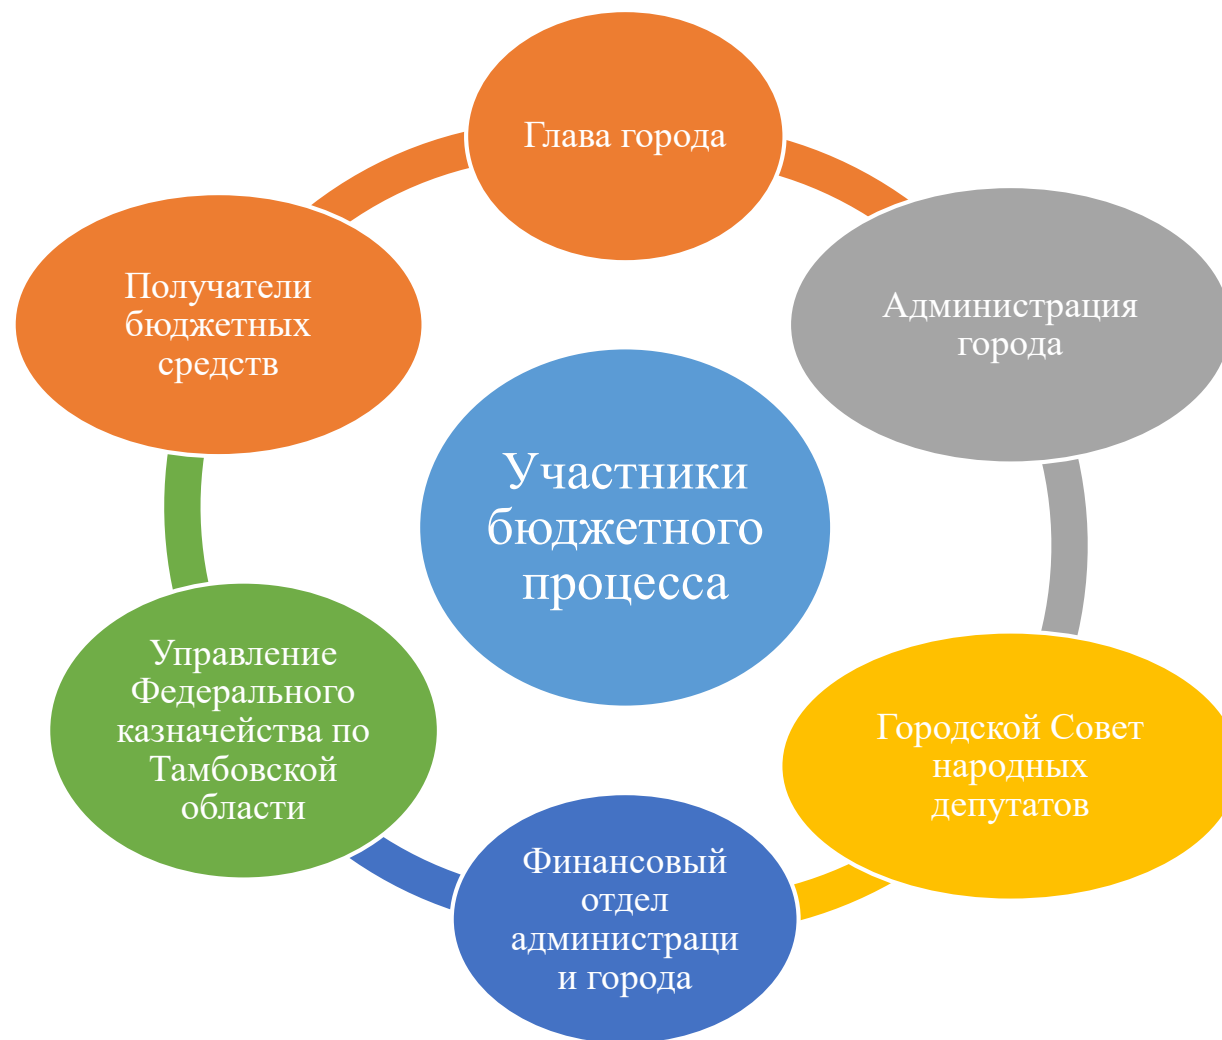 Глава города
Администрация
города
Городской Совет
народных
депутатов
Финансовый
отдел
администраци
и города
Управление
Федерального
казначейства по
Тамбовской
области
Получатели
бюджетных
средств
Участники
бюджетного
процесса